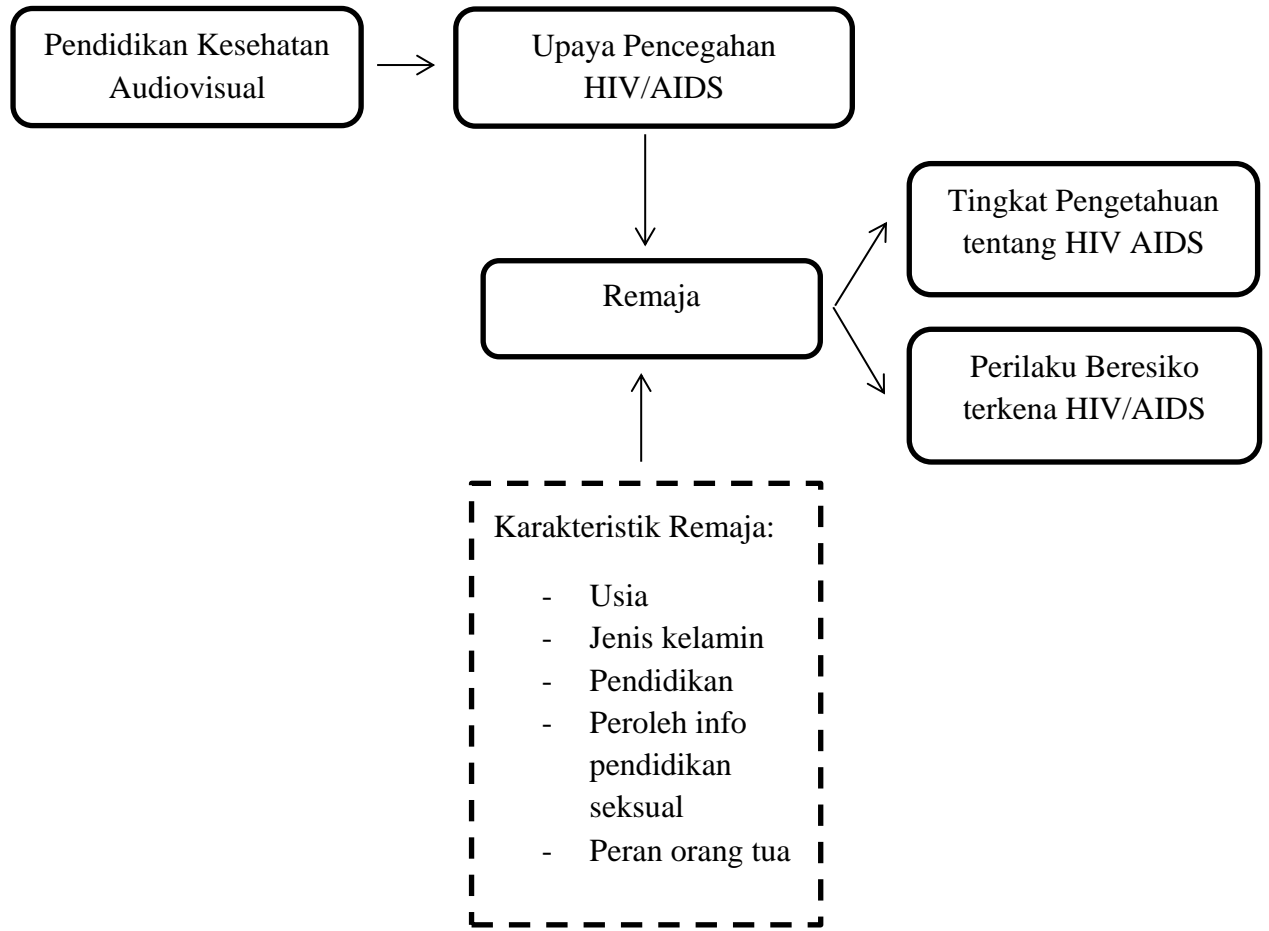 Pendidikan Kesehatan
Audiovisual
Upaya Pencegahan
HIV/AIDS
Tingkat Pengetahuan
tentang HIV AIDS
Remaja
Perilaku Beresiko
terkena HIV/AIDS
Karakteristik Remaja:
- Usia
- Jenis kelamin
- Pendidikan
- Peroleh info
pendidikan
seksual
- Peran orang tua